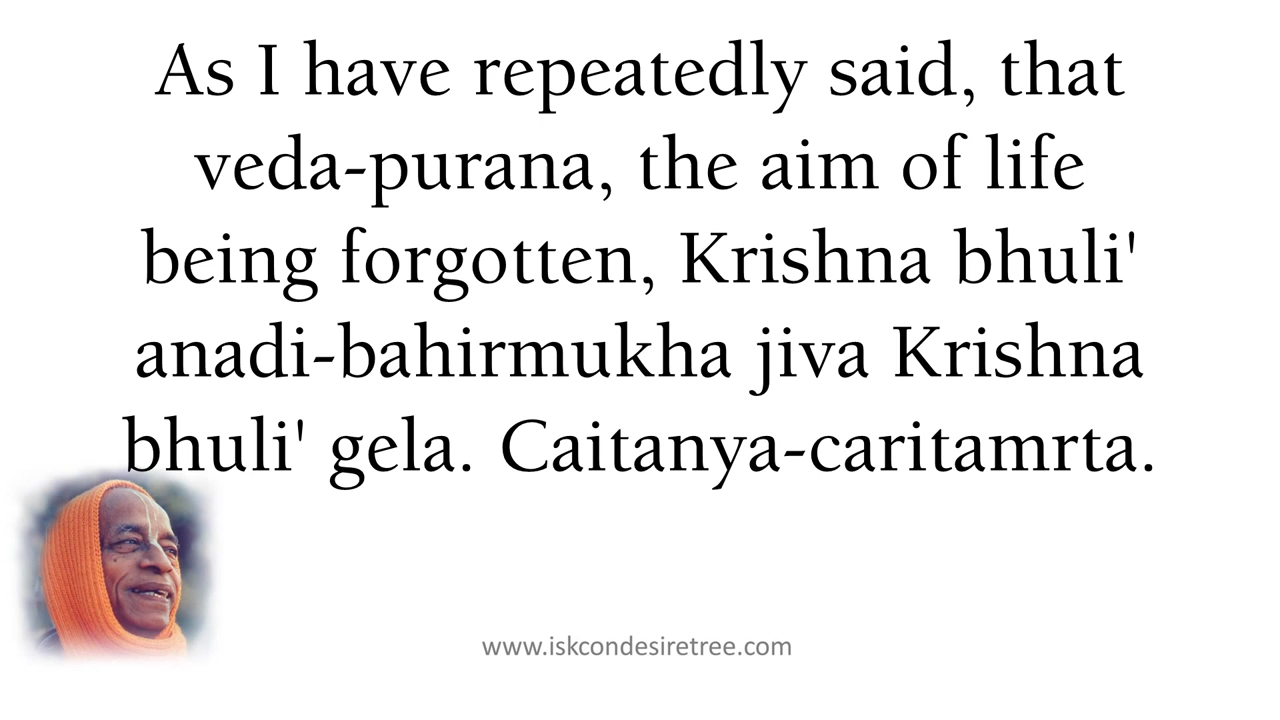 As I have repeatedly said, that
veda-purana, the aim of life
being forgotten, Krishna bhuli'
anadi-bahirmukha jiva Krishna
bhuli' gela. Caitanya-caritamrta.
www.iskcondesiretree.com